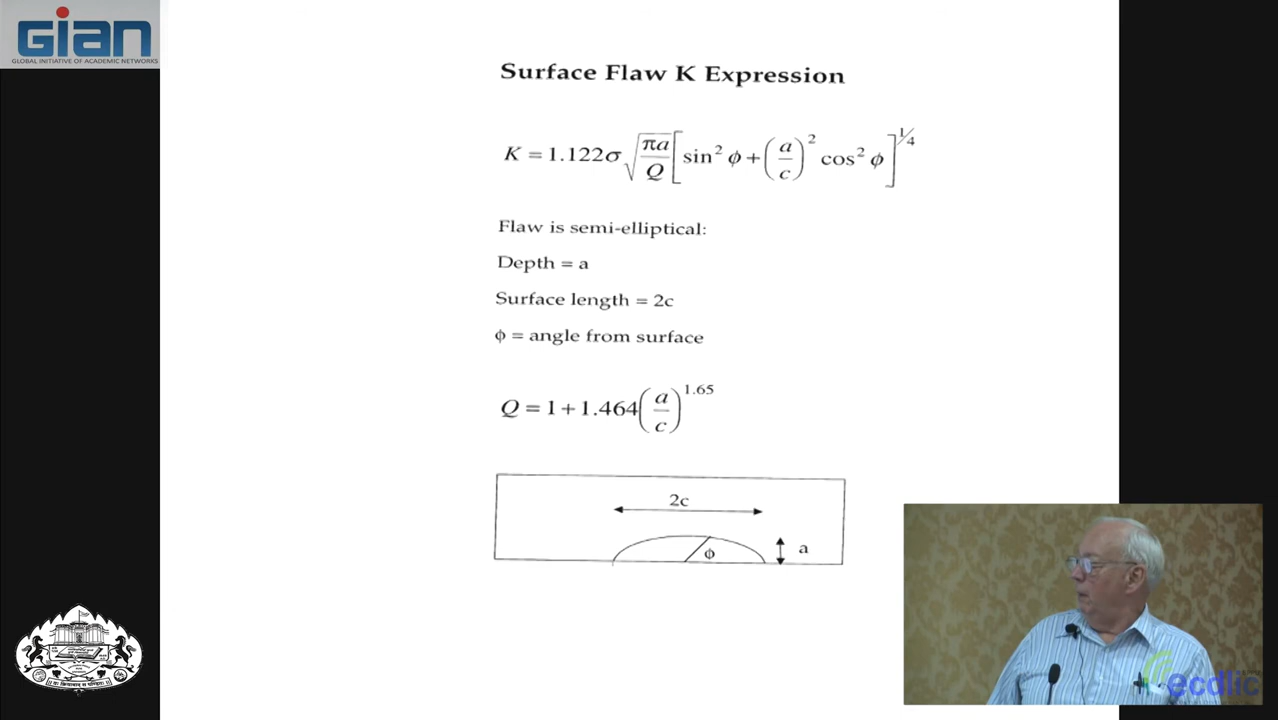 GIAN
GLOBAL INITIATIVE OF ACADEMIC NETWORKS
Surface Flaw K Expression
K = 1.122σ √(πa/Q) [sin² φ + (a/c)² cos² φ]^¼
Flaw is semi-elliptical:
Depth = a
Surface length = 2c
φ = angle from surface
Q = 1 + 1.464 (a/c)^1.65
2c
φ
a
ecdlic